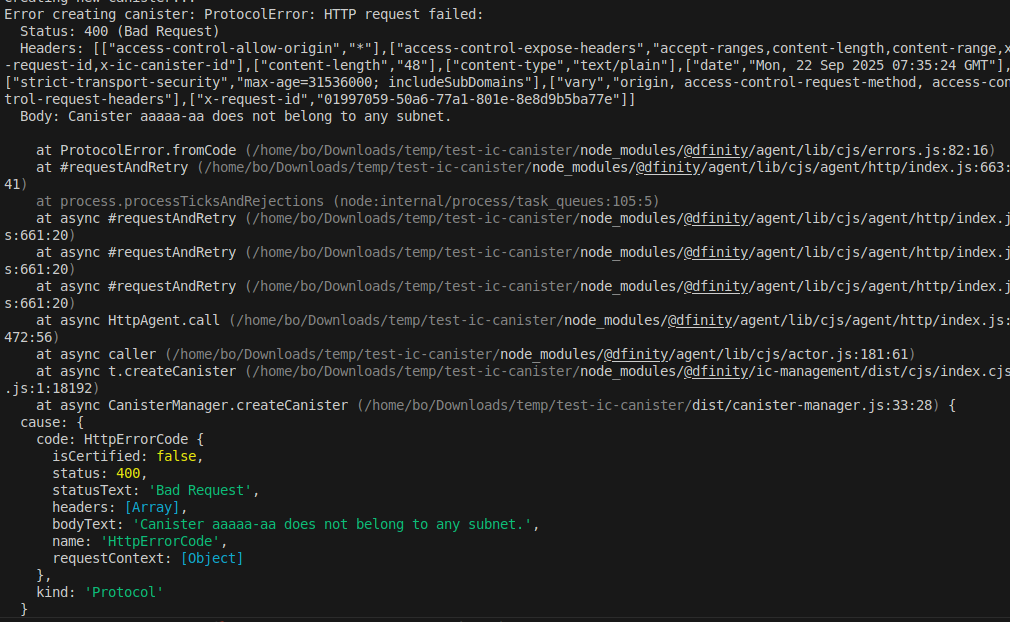 creating new canister...
Error creating canister: ProtocolError: HTTP request failed:
  Status: 400 (Bad Request)
  Headers: [["access-control-allow-origin","*"],["access-control-expose-headers","accept-ranges,content-length,content-range,x
-request-id,x-ic-canister-id"],["content-length","48"],["content-type","text/plain"],["date","Mon, 22 Sep 2025 07:35:24 GMT"],
["strict-transport-security","max-age=31536000; includeSubDomains"],["vary","origin, access-control-request-method, access-con
trol-request-headers"],["x-request-id","01997059-50a6-77a1-801e-8e8d9b5ba77e"]]
  Body: Canister aaaaa-aa does not belong to any subnet.
    at ProtocolError.fromCode (/home/bo/Downloads/temp/test-ic-canister/node_modules/@dfinity/agent/lib/cjs/errors.js:82:16)
    at #requestAndRetry (/home/bo/Downloads/temp/test-ic-canister/node_modules/@dfinity/agent/lib/cjs/agent/http/index.js:663:
41)
    at process.processTicksAndRejections (node:internal/process/task_queues:105:5)
    at async #requestAndRetry (/home/bo/Downloads/temp/test-ic-canister/node_modules/@dfinity/agent/lib/cjs/agent/http/index.j
s:661:20)
    at async #requestAndRetry (/home/bo/Downloads/temp/test-ic-canister/node_modules/@dfinity/agent/lib/cjs/agent/http/index.j
s:661:20)
    at async #requestAndRetry (/home/bo/Downloads/temp/test-ic-canister/node_modules/@dfinity/agent/lib/cjs/agent/http/index.j
s:661:20)
    at async HttpAgent.call (/home/bo/Downloads/temp/test-ic-canister/node_modules/@dfinity/agent/lib/cjs/agent/http/index.js:
472:56)
    at async caller (/home/bo/Downloads/temp/test-ic-canister/node_modules/@dfinity/agent/lib/cjs/actor.js:181:61)
    at async t.createCanister (/home/bo/Downloads/temp/test-ic-canister/node_modules/@dfinity/ic-management/dist/cjs/index.cjs
.js:1:18192)
    at async CanisterManager.createCanister (/home/bo/Downloads/temp/test-ic-canister/dist/canister-manager.js:33:28) {
  cause: {
    code: HttpErrorCode {
      isCertified: false,
      status: 400,
      statusText: 'Bad Request',
      headers: [Array],
      bodyText: 'Canister aaaaa-aa does not belong to any subnet.',
      name: 'HttpErrorCode',
      requestContext: [Object]
    },
    kind: 'Protocol'
  }